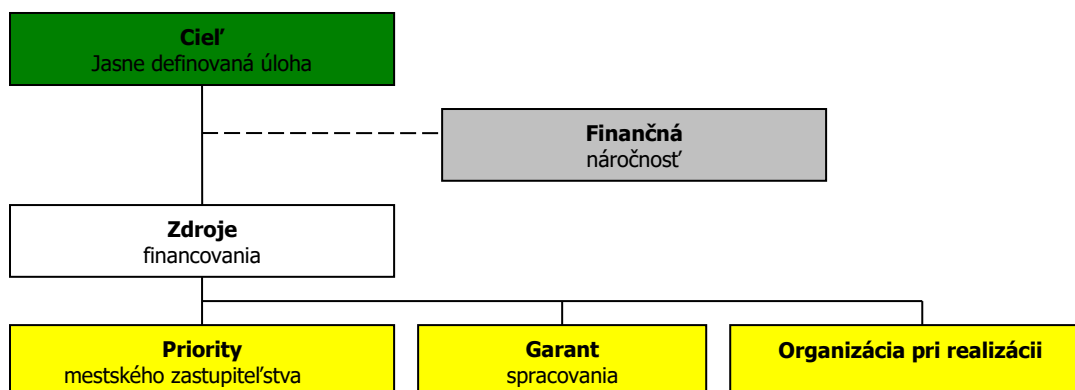 Cieľ
Jasne definovaná úloha
Finančná
náročnosť
Zdroje
financovania
Priority
mestského zastupiteľstva
Garant
spracovania
Organizácia pri realizácii